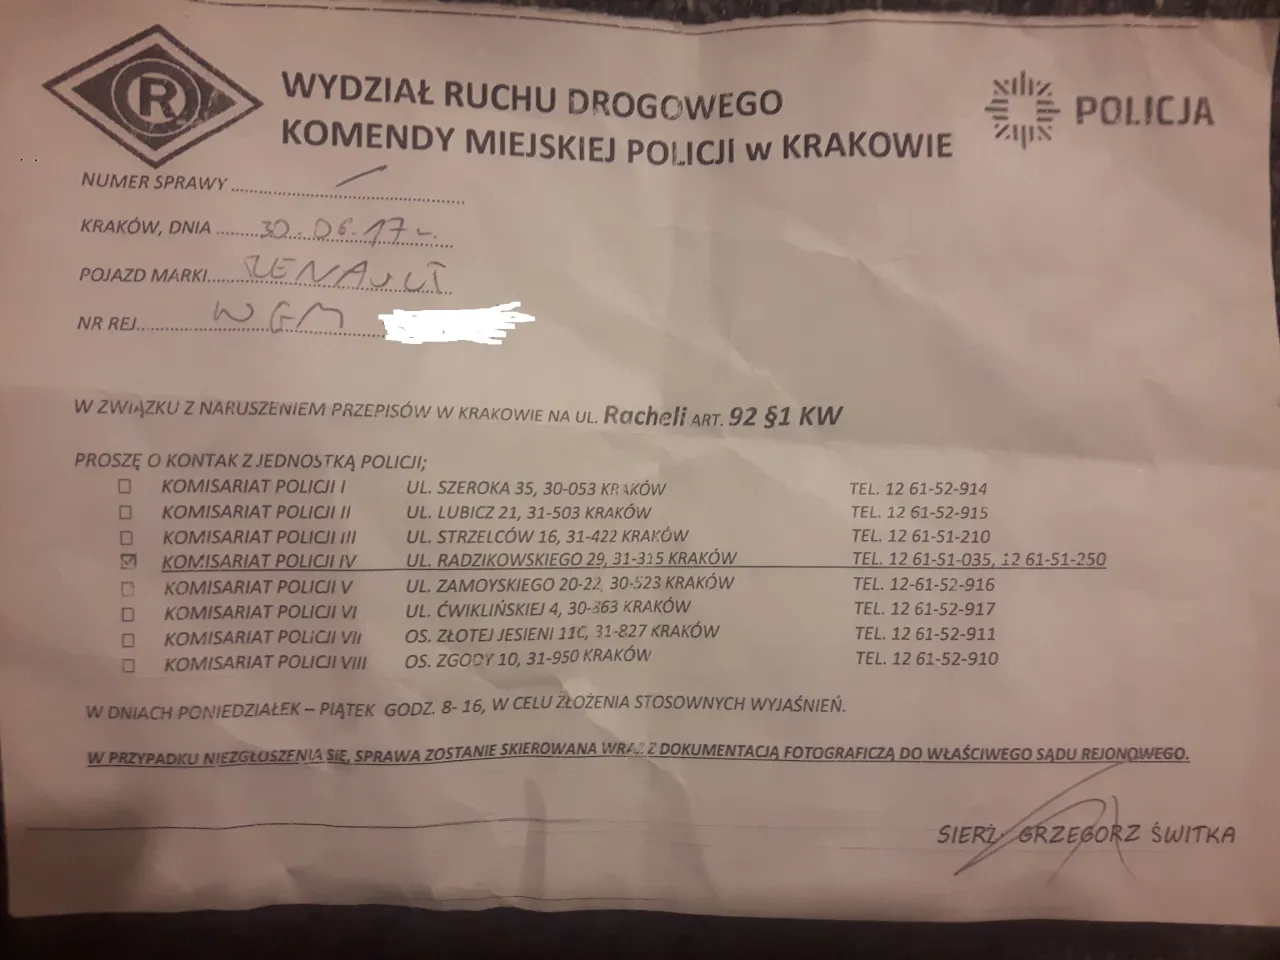 R
WYDZIAŁ RUCHU DROGOWEGO
KOMENDY MIEJSKIEJ POLICJI w KRAKOWIE
POLICJA
NUMER SPRAWY
KRAKÓW, DNIA 30.06.17 r.
POJAZD MARKI RENAULT
NR REJ. WGM
W ZWIĄZKU Z NARUSZENIEM PRZEPISÓW W KRAKOWIE NA UL. Racheli ART. 92 §1 KW
PROSZĘ O KONTAK Z JEDNOSTKĄ POLICJI;
☐ KOMISARIAT POLICJI I UL. SZEROKA 35, 30-053 KRAKÓW TEL. 12 61-52-914
☐ KOMISARIAT POLICJI II UL. LUBICZ 21, 31-503 KRAKÓW TEL. 12 61-52-915
☐ KOMISARIAT POLICJI III UL. STRZELCÓW 16, 31-422 KRAKÓW TEL. 12 61-51-210
☑ KOMISARIAT POLICJI IV UL. RADZIKOWSKIEGO 29, 31-315 KRAKÓW TEL. 12 61-51-035, 12 61-51-250
☐ KOMISARIAT POLICJI V UL. ZAMOYSKIEGO 20-22, 30-523 KRAKÓW TEL. 12-61-52-916
☐ KOMISARIAT POLICJI VI UL. ĆWIKLIŃSKIEJ 4, 30-863 KRAKÓW TEL. 12 61-52-917
☐ KOMISARIAT POLICJI VII OS. ZŁOTEJ JESIENI 11C, 31-827 KRAKÓW TEL. 12 61-52-911
☐ KOMISARIAT POLICJI VIII OS. ZGODY 10, 31-950 KRAKÓW TEL. 12 61-52-910
W DNIACH PONIEDZIAŁEK – PIĄTEK GODZ. 8- 16, W CELU ZŁOŻENIA STOSOWNYCH WYJAŚNIEŃ.
W PRZYPADKU NIEZGŁOSZENIA SIĘ, SPRAWA ZOSTANIE SKIEROWANA WRAZ Z DOKUMENTACJĄ FOTOGRAFICZĄ DO WŁAŚCIWEGO SĄDU REJONOWEGO.
SIERŻ. GRZEGORZ ŚWITKA